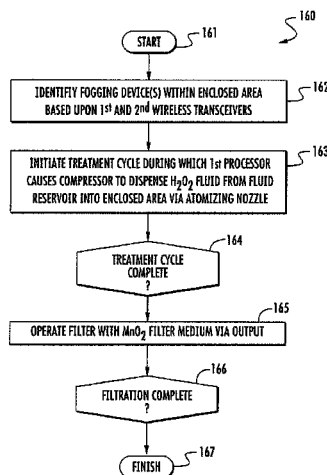 160
START
161
IDENTIFIY FOGGING DEVICE(S) WITHIN ENCLOSED AREA
BASED UPON 1st AND 2nd WIRELESS TRANSCEIVERS
162
INITIATE TREATMENT CYCLE DURING WHICH 1st PROCESSOR
CAUSES COMPRESSOR TO DISPENSE H2O2 FLUID FROM FLUID
RESERVOIR INTO ENCLOSED AREA VIA ATOMIZING NOZZLE
163
TREATMENT CYCLE
COMPLETE
?
164
OPERATE FILTER WITH MnO2 FILTER MEDIUM VIA OUTPUT
165
FILTRATION COMPLETE
?
166
FINISH
167